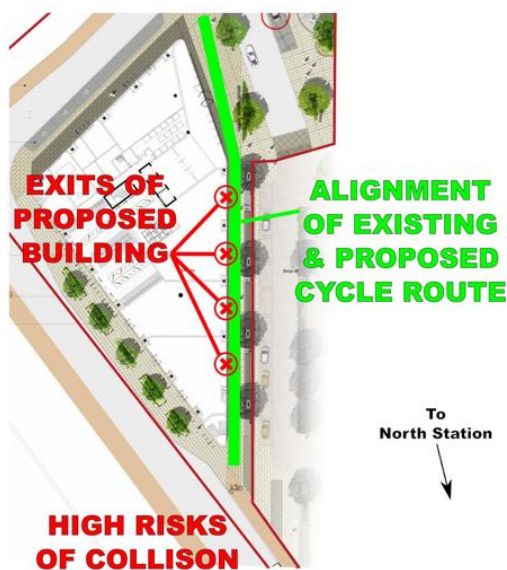 EXITS OF
PROPOSED
BUILDING
ALIGNMENT
OF EXISTING
& PROPOSED
CYCLE ROUTE
To
North Station
HIGH RISKS
OF COLLISON